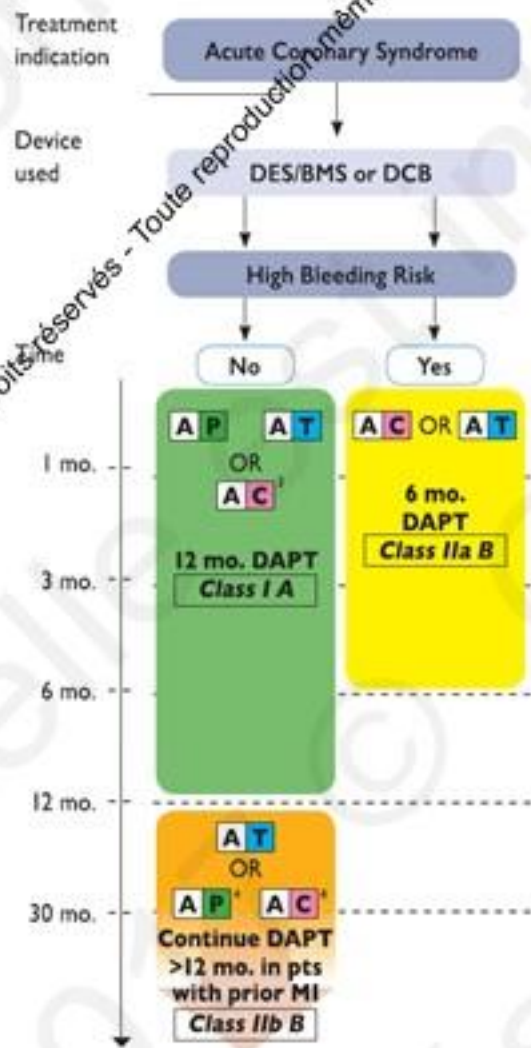 Treatment
indication
Acute Coronary Syndrome
Device
used
DES/BMS or DCB
High Bleeding Risk
Time
No
Yes
A P A T
OR
A C
A C OR A T
1 mo.
6 mo.
DAPT
Class IIa B
12 mo. DAPT
Class I A
3 mo.
6 mo.
12 mo.
A T
OR
A P A C
30 mo.
Continue DAPT
>12 mo. in pts
with prior MI
Class IIb B
réservés - Toute reproduction même
©